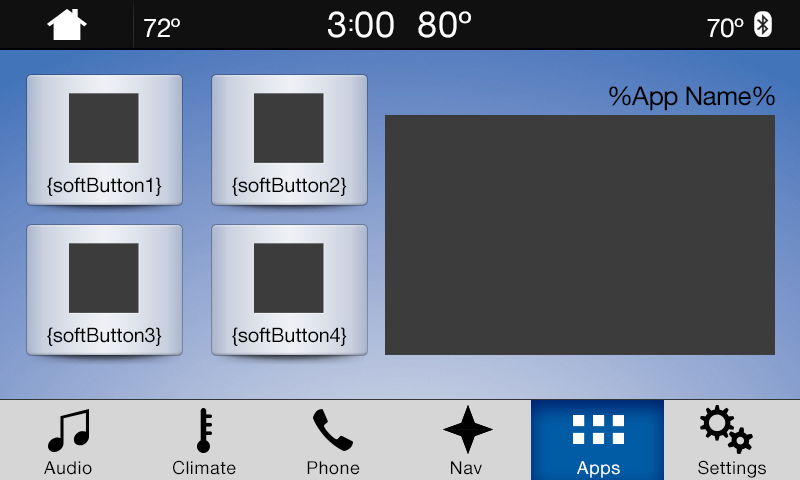 72º 3:00 80º 70º
%App Name%
{softButton1} {softButton2}
{softButton3} {softButton4}
Audio Climate Phone Nav Apps Settings